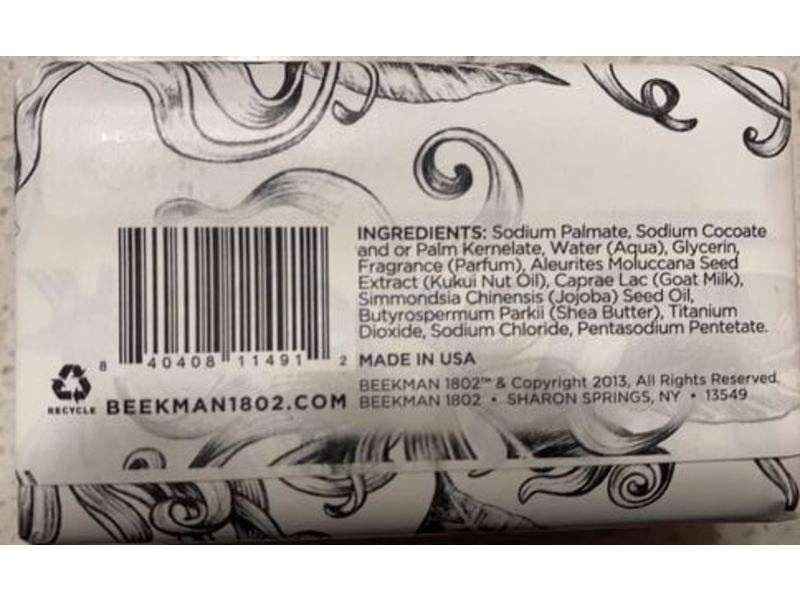 INGREDIENTS: Sodium Palmate, Sodium Cocoate
and or Palm Kernelate, Water (Aqua), Glycerin,
Fragrance (Parfum), Aleurites Moluccana Seed
Extract (Kukui Nut Oil), Caprae Lac (Goat Milk),
Simmondsia Chinensis (Jojoba) Seed Oil,
Butyrospermum Parkii (Shea Butter), Titanium
Dioxide, Sodium Chloride, Pentasodium Pentetate.
8 40408 11491 2
MADE IN USA
RECYCLE
BEEKMAN1802.COM
BEEKMAN 1802™ & Copyright 2013, All Rights Reserved.
BEEKMAN 1802 • SHARON SPRINGS, NY • 13549